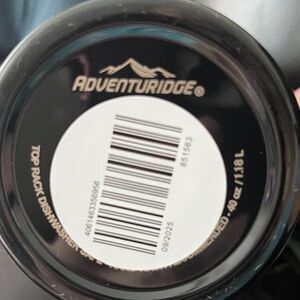 ADVENTURIDGE®
TOP RACK DISHWASHER
40 oz / 1.18 L
4061463356956
851563
09/2025